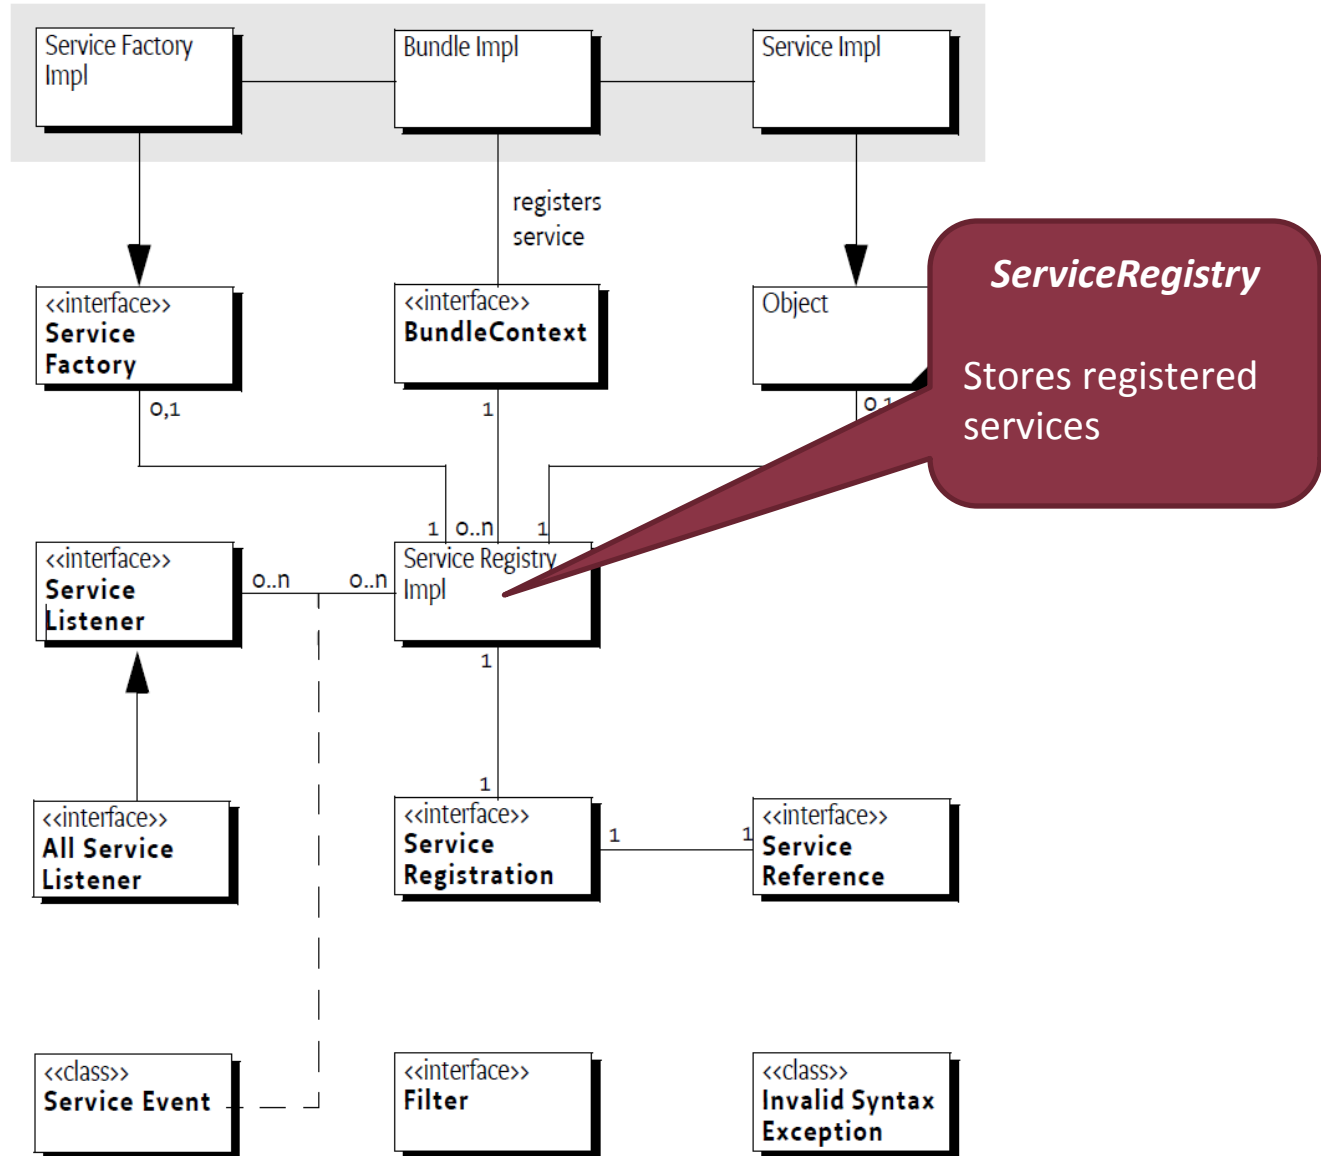 Service Factory
Impl
Bundle Impl
Service Impl
registers
service
<<interface>>
Service
Factory
<<interface>>
BundleContext
Object
ServiceRegistry
Stores registered
services
0,1
1
0,1
1
0..n
1
<<interface>>
Service
Listener
0..n
0..n
Service Registry
Impl
1
1
<<interface>>
All Service
Listener
<<interface>>
Service
Registration
1
1
<<interface>>
Service
Reference
<<class>>
Service Event
<<interface>>
Filter
<<class>>
Invalid Syntax
Exception